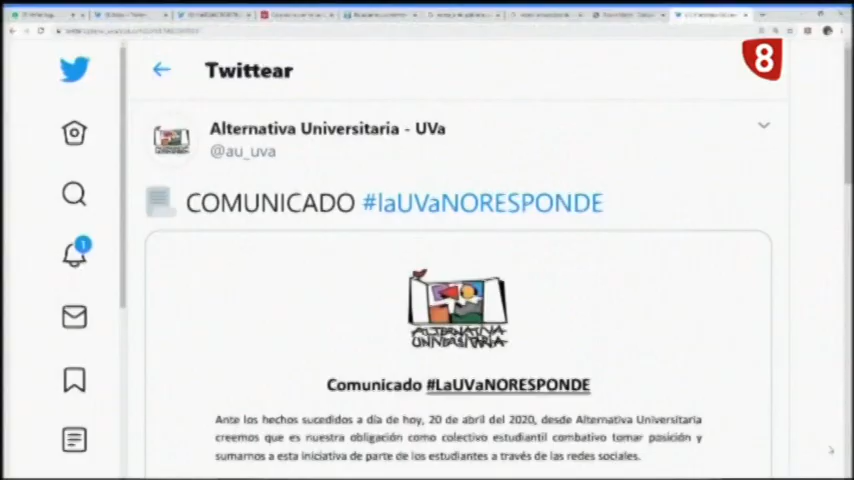 8
Twittear
Alternativa Universitaria - UVa
@au_uva
COMUNICADO #laUVaNORESPONDE
1
ALTERNATIVA
UNIVERSITARIA
Comunicado #LaUVaNORESPONDE
Ante los hechos sucedidos a día de hoy, 20 de abril del 2020, desde Alternativa Universitaria
creemos que es nuestra obligación como colectivo estudiantil combativo tomar posición y
sumarnos a esta iniciativa de parte de los estudiantes a través de las redes sociales.